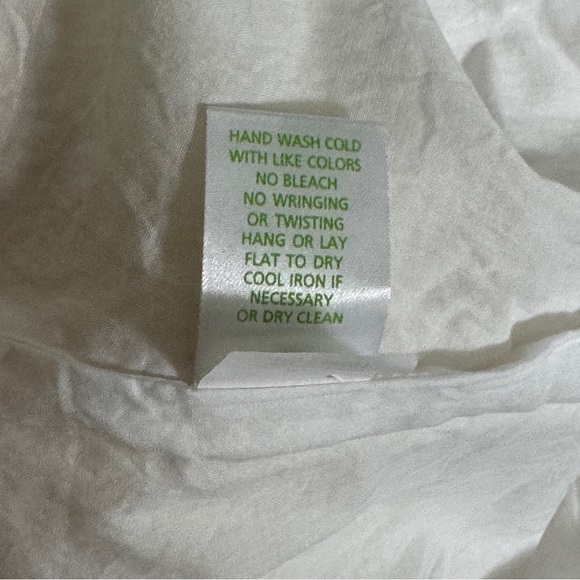 HAND WASH COLD
WITH LIKE COLORS
NO BLEACH
NO WRINGING
OR TWISTING
HANG OR LAY
FLAT TO DRY
COOL IRON IF
NECESSARY
OR DRY CLEAN